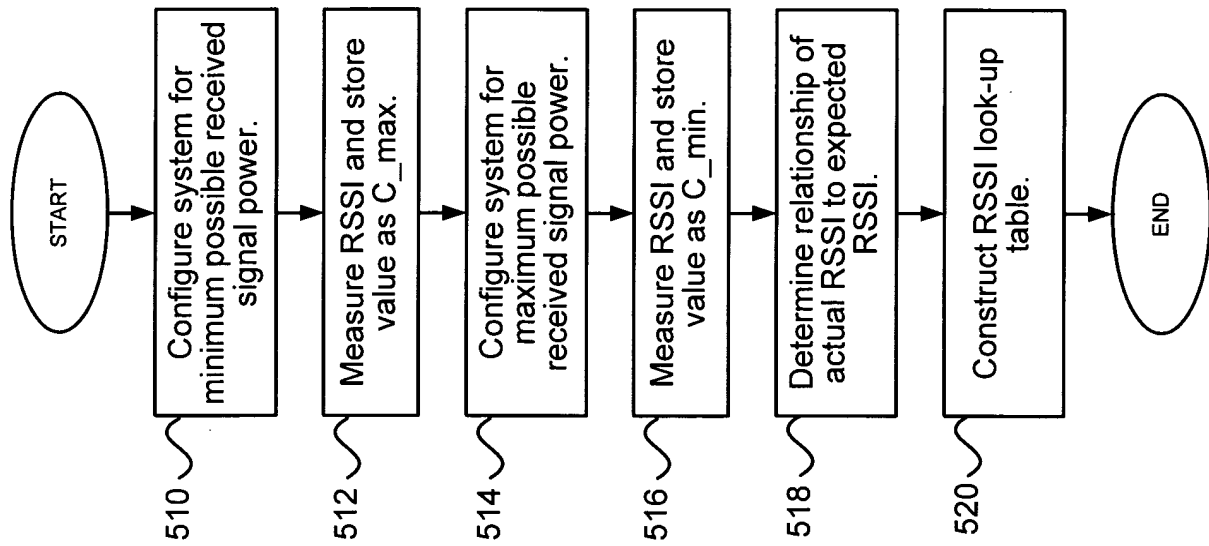 START
510
Configure system for
minimum possible received
signal power.
512
Measure RSSI and store
value as C_max.
514
Configure system for
maximum possible
received signal power.
516
Measure RSSI and store
value as C_min.
518
Determine relationship of
actual RSSI to expected
RSSI.
520
Construct RSSI look-up
table.
END